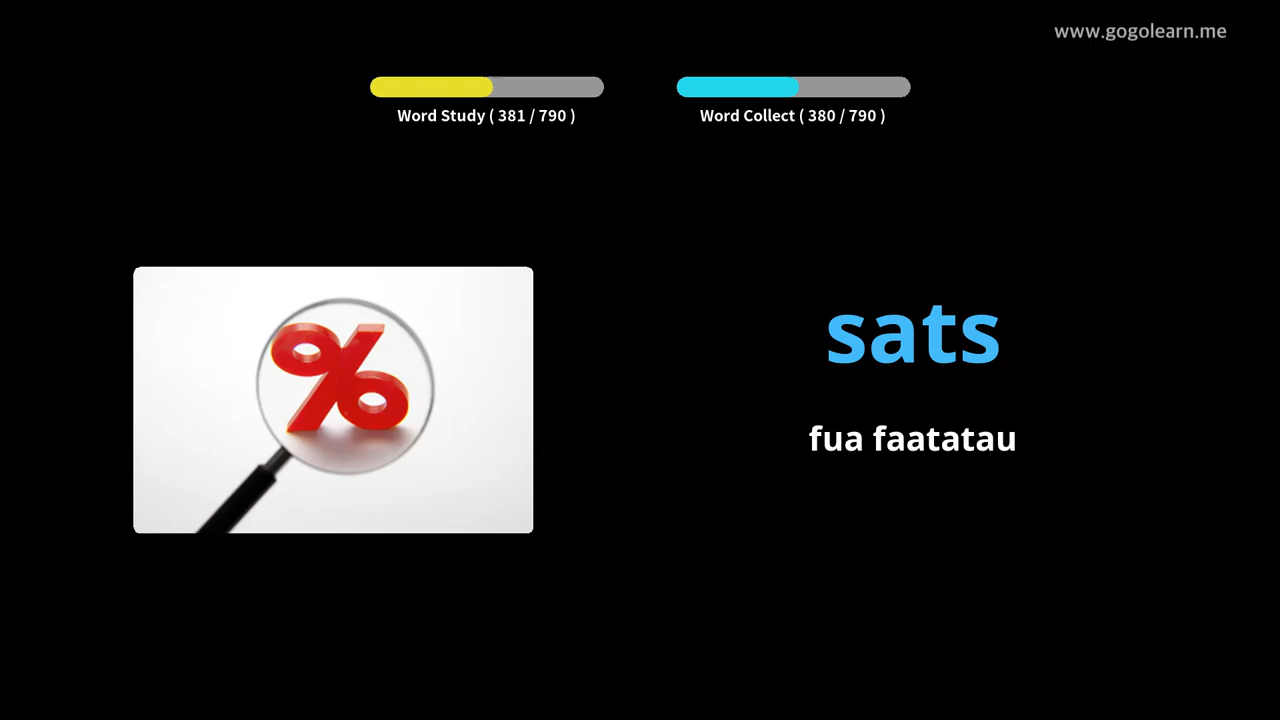 www.gogolearn.me
Word Study ( 381 / 790 )
Word Collect ( 380 / 790 )
%
sats
fua faatatau